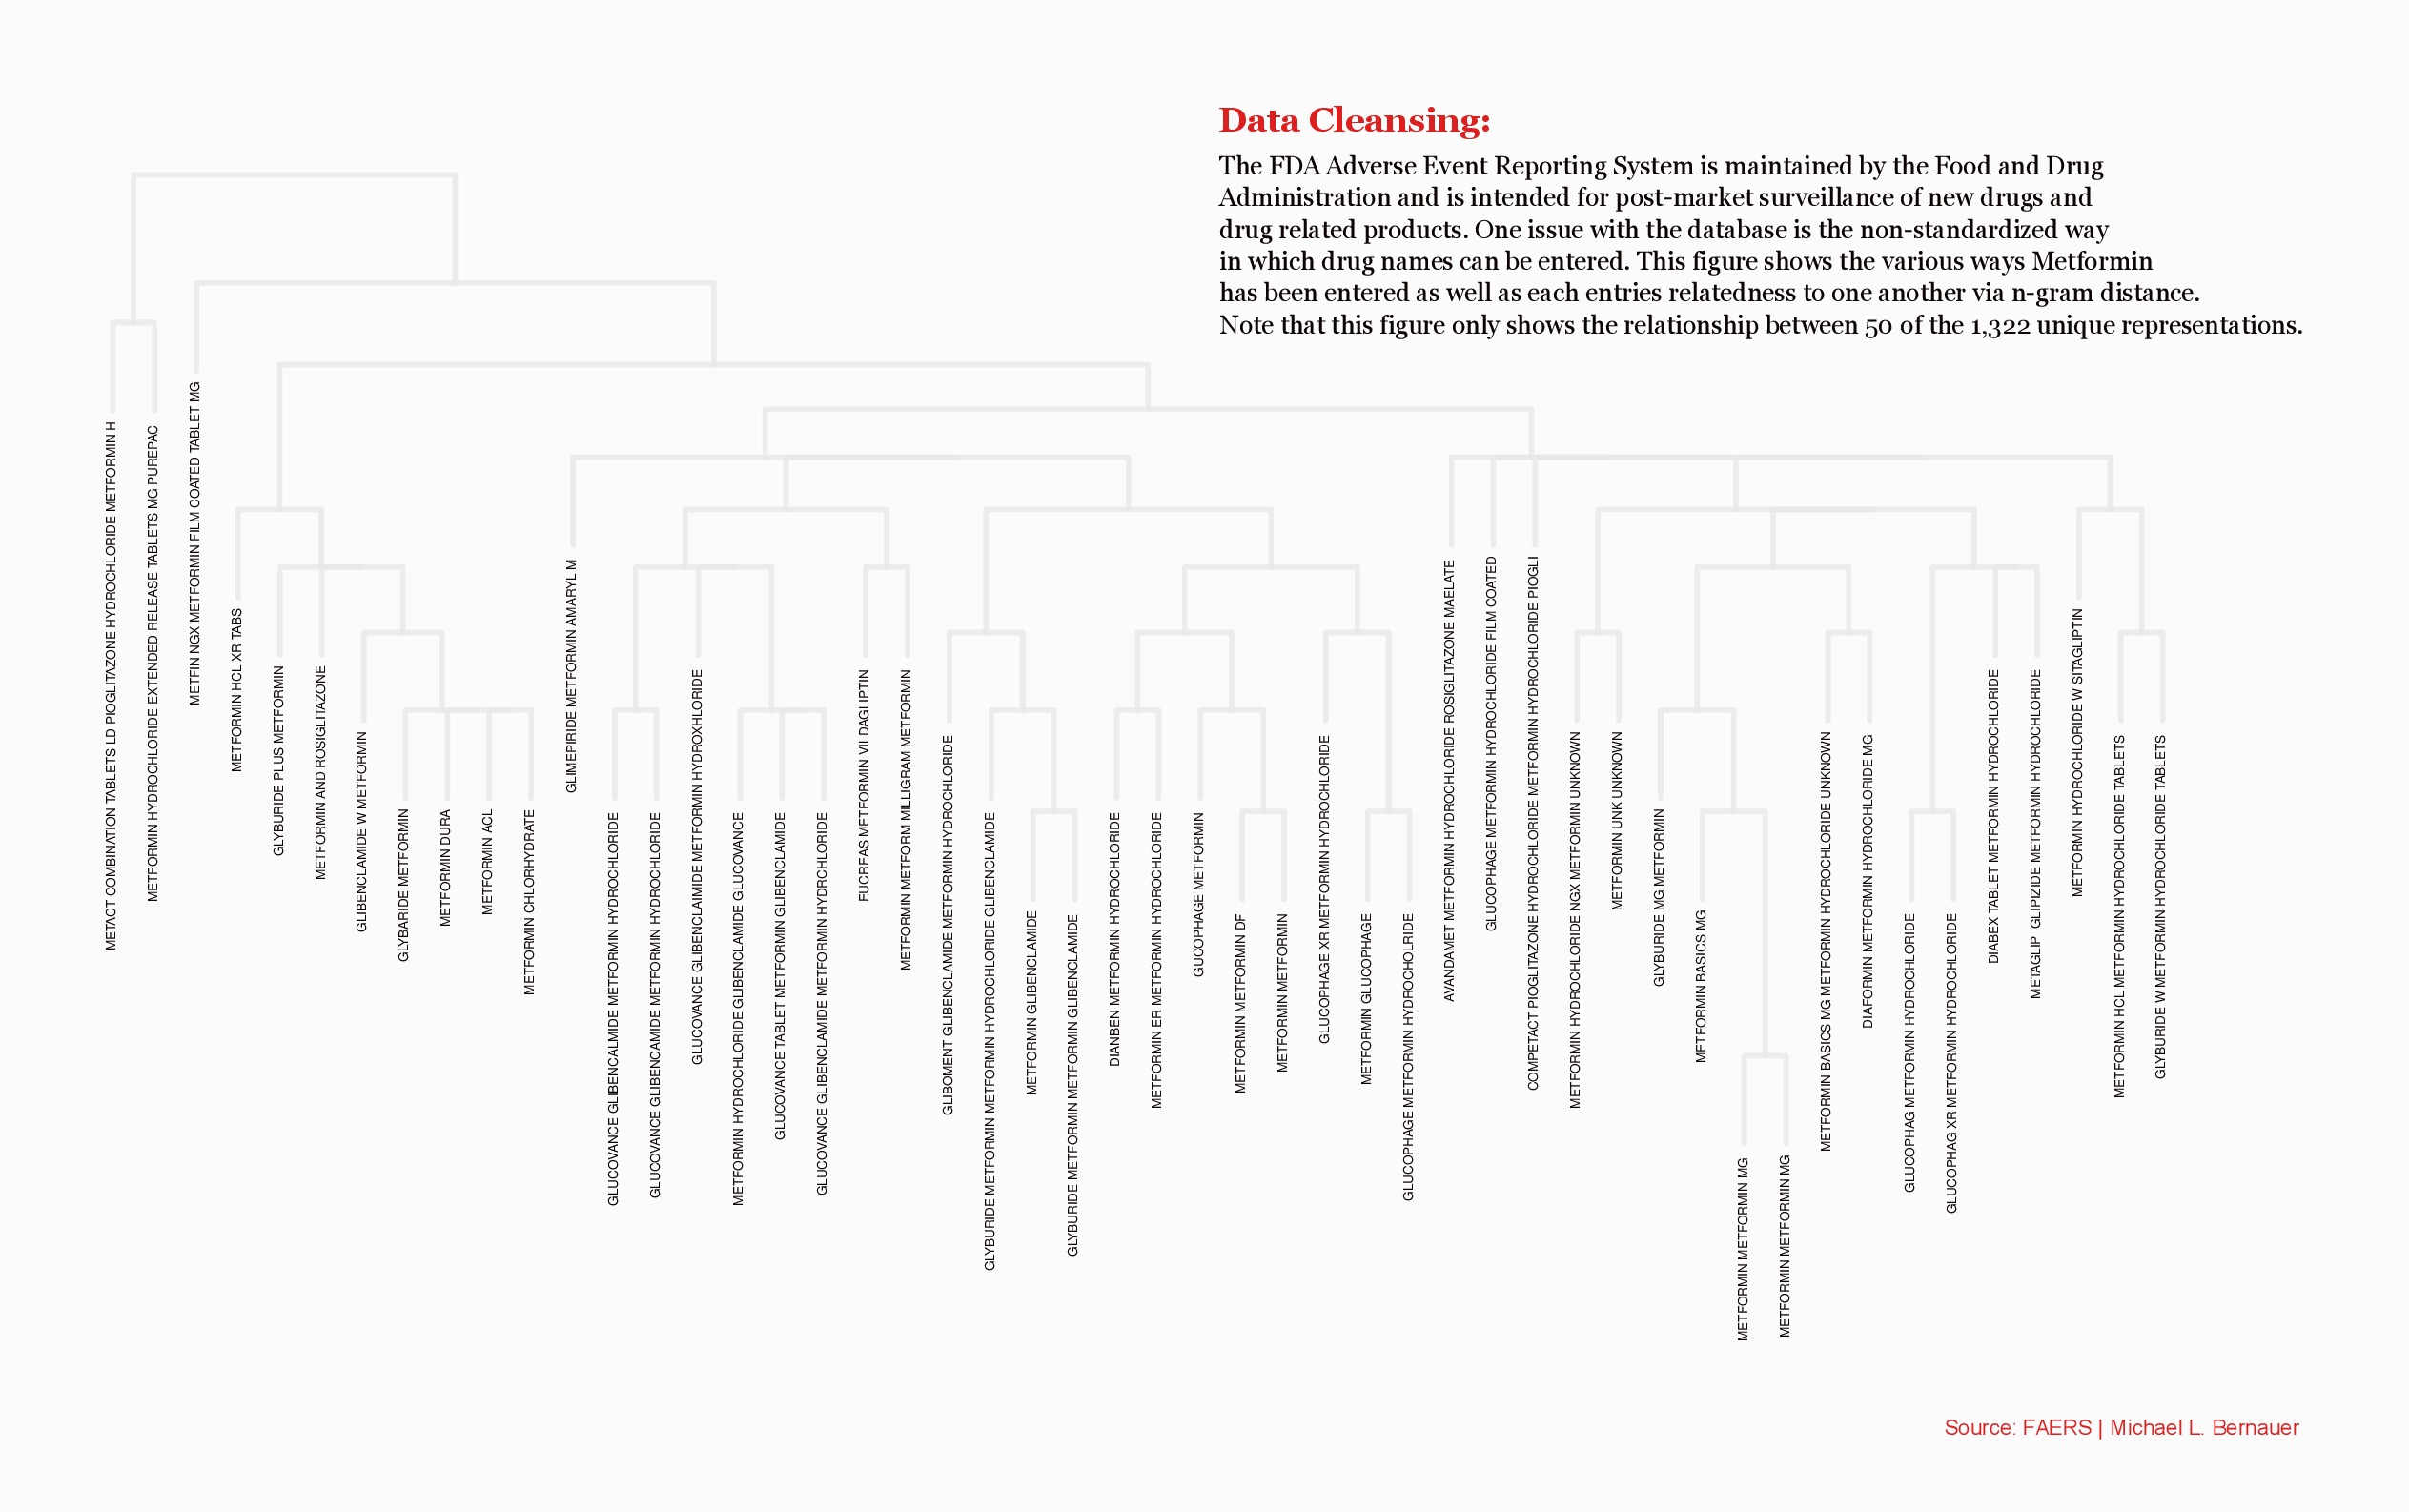 Data Cleansing:
The FDA Adverse Event Reporting System is maintained by the Food and Drug
Administration and is intended for post-market surveillance of new drugs and
drug related products. One issue with the database is the non-standardized way
in which drug names can be entered. This figure shows the various ways Metformin
has been entered as well as each entries relatedness to one another via n-gram distance.
Note that this figure only shows the relationship between 50 of the 1,322 unique representations.
METACT COMBINATION TABLETS LD PIOGLITAZONE HYDROCHLORIDE METFORMIN H
METFORMIN HYDROCHLORIDE EXTENDED RELEASE TABLETS MG PUREPAC
METFIN NGX METFORMIN FILM COATED TABLET MG
METFORMIN HCL XR TABS
GLYBURIDE PLUS METFORMIN
METFORMIN AND ROSIGLITAZONE
GLIBENCLAMIDE W METFORMIN
GLYBARIDE METFORMIN
METFORMIN DURA
METFORMIN ACL
METFORMIN CHLORHYDRATE
GLIMEPIRIDE METFORMIN AMARYL M
GLUCOVANCE GLIBENCALMIDE METFORMIN HYDROCHLORIDE
GLUCOVANCE GLIBENCAMIDE METFORMIN HYDROCHLORIDE
GLUCOVANCE GLIBENCLAIMIDE METFORMIN HYDROXHLORIDE
METFORMIN HYDROCHLORIDE GLIBENCLAMIDE GLUCOVANCE
GLUCOVANCE TABLET METFORMIN GLIBENCLAMIDE
GLUCOVANCE GLIBENCLAMIDE METFORMIN HYDRCHLORIDE
EUCREAS METFORMIN VILDAGLIPTIN
METFORMIN METFORM MILLIGRAM METFORMIN
GLIBOMENT GLIBENCLAMIDE METFORMIN HYDROCHLORIDE
GLYBURIDE METFORMIN METFORMIN HYDROCHLORIDE GLIBENCLAMIDE
METFORMIN GLIBENCLAMIDE
GLYBURIDE METFORMIN METFORMIN GLIBENCLAMIDE
DIANBEN METFORMIN HYDROCHLORIDE
METFORMIN ER METFORMIN HYDROCHLORIDE
GUCOPHAGE METFORMIN
METFORMIN METFORMIN DF
METFORMIN METFORMIN
GLUCOPHAGE XR METFORMIN HYDROCHLORIDE
METFORMIN GLUCOPHAGE
GLUCOPHAGE METFORMIN HYDROCHOLRIDE
AVANDAMET METFORMIN HYDROCHLORIDE ROSIGLITAZONE MAELATE
GLUCOPHAGE METFORMIN HYDROCHLORIDE FILM COATED
COMPETACT PIOGLITAZONE HYDROCHLORIDE METFORMIN HYDROCHLORIDE PIOGLI
METFORMIN HYDROCHLORIDE NGX METFORMIN UNKNOWN
METFORMIN UNK UNKNOWN
GLYBURIDE MG METFORMIN
METFORMIN BASICS MG
METFORMIN METFORMIN MG
METFORMIN METFORMIN MG
METFORMIN BASICS MG METFORMIN HYDROCHLORIDE UNKNOWN
DIAFORMIN METFORMIN HYDROCHLORIDE MG
GLUCOPHAG METFORMIN HYDROCHLORIDE
GLUCOPHAG XR METFORMIN HYDROCHLORIDE
DIABEX TABLET METFORMIN HYDROCHLORIDE
METAGLIP GLIPIZIDE METFORMIN HYDROCHLORIDE
METFORMIN HYDROCHLORIDE W SITAGLIPTIN
METFORMIN HCL METFORMIN HYDROCHLORIDE TABLETS
GLYBURIDE W METFORMIN HYDROCHLORIDE TABLETS
Source: FAERS | Michael L. Bernauer